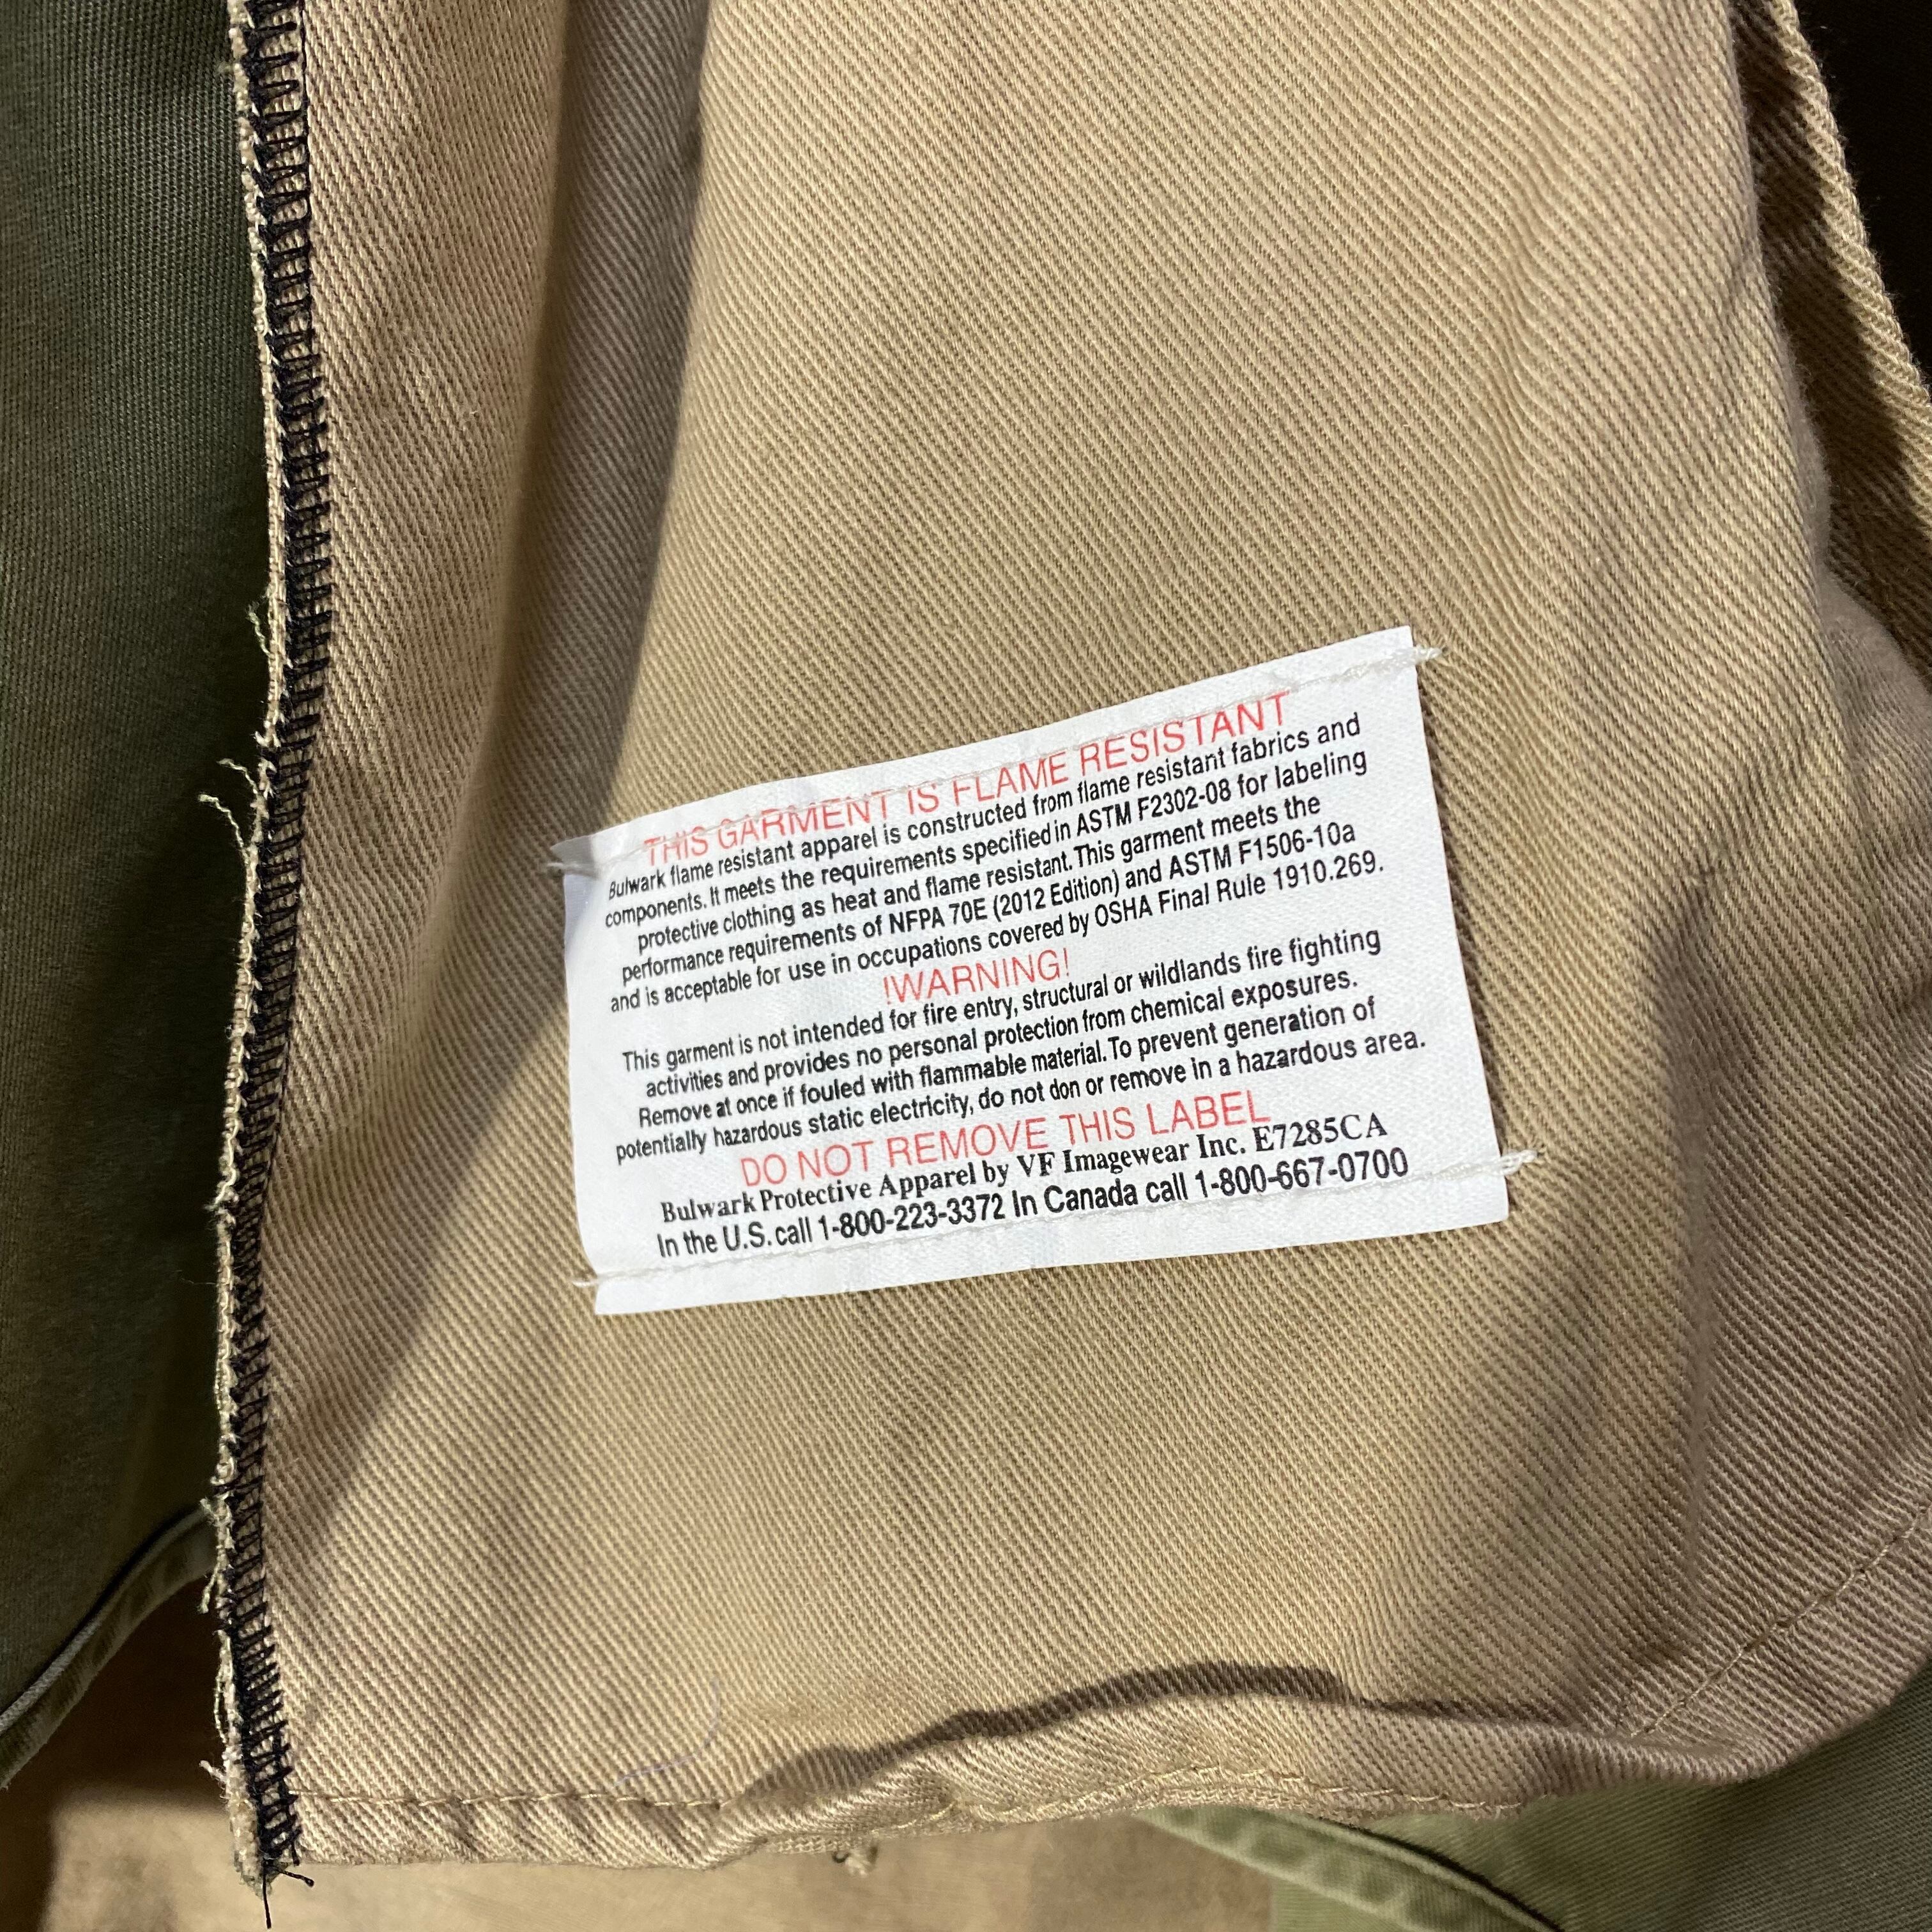 THIS GARMENT IS FLAME RESISTANT
Bulwark flame resistant apparel is constructed from flame resistant fabrics and
components. It meets the requirements specified in ASTM F2302-08 for labeling
protective clothing as heat and flame resistant. This garment meets the
performance requirements of NFPA 70E (2012 Edition) and ASTM F1506-10a
and is acceptable for use in occupations covered by OSHA Final Rule 1910.269.
!WARNING!
This garment is not intended for fire entry, structural or wildlands fire fighting
activities and provides no personal protection from chemical exposures.
Remove at once if fouled with flammable material. To prevent generation of
potentially hazardous static electricity, do not don or remove in a hazardous area.
DO NOT REMOVE THIS LABEL
Bulwark Protective Apparel by VF Imagewear Inc. E7285CA
In the U.S. call 1-800-223-3372 In Canada call 1-800-667-0700